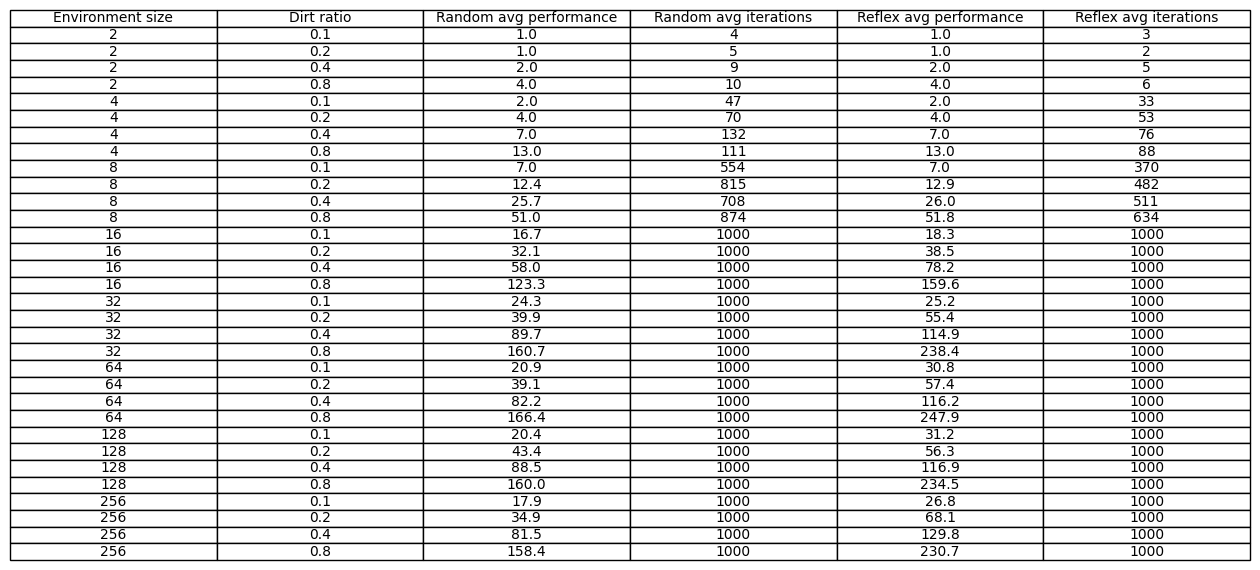 Environment size Dirt ratio Random avg performance Random avg iterations Reflex avg performance Reflex avg iterations
2 0.1 1.0 4 1.0 3
2 0.2 1.0 5 1.0 2
2 0.4 2.0 9 2.0 5
2 0.8 4.0 10 4.0 6
4 0.1 2.0 47 2.0 33
4 0.2 4.0 70 4.0 53
4 0.4 7.0 132 7.0 76
4 0.8 13.0 111 13.0 88
8 0.1 7.0 554 7.0 370
8 0.2 12.4 815 12.9 482
8 0.4 25.7 708 26.0 511
8 0.8 51.0 874 51.8 634
16 0.1 16.7 1000 18.3 1000
16 0.2 32.1 1000 38.5 1000
16 0.4 58.0 1000 78.2 1000
16 0.8 123.3 1000 159.6 1000
32 0.1 24.3 1000 25.2 1000
32 0.2 39.9 1000 55.4 1000
32 0.4 89.7 1000 114.9 1000
32 0.8 160.7 1000 238.4 1000
64 0.1 20.9 1000 30.8 1000
64 0.2 39.1 1000 57.4 1000
64 0.4 82.2 1000 116.2 1000
64 0.8 166.4 1000 247.9 1000
128 0.1 20.4 1000 31.2 1000
128 0.2 43.4 1000 56.3 1000
128 0.4 88.5 1000 116.9 1000
128 0.8 160.0 1000 234.5 1000
256 0.1 17.9 1000 26.8 1000
256 0.2 34.9 1000 68.1 1000
256 0.4 81.5 1000 129.8 1000
256 0.8 158.4 1000 230.7 1000